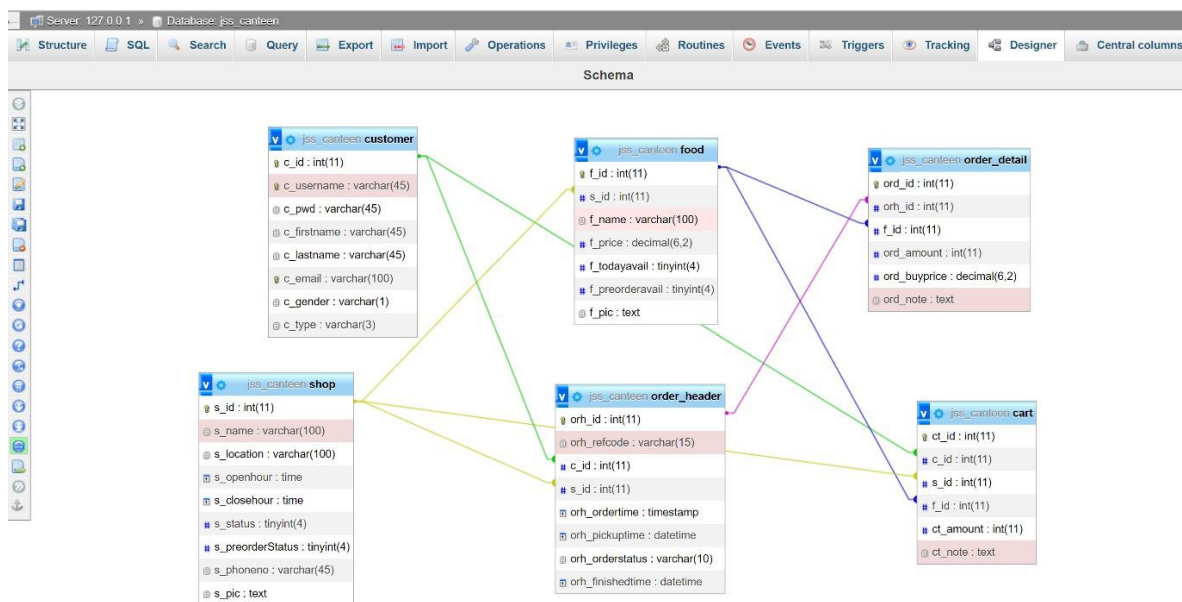 Server: 127.0.0.1 » Database: jss_canteen
Structure SQL Search Query Export Import Operations Privileges Routines Events Triggers Tracking Designer Central columns
Schema
jss_canteen customer
c_id : int(11)
c_username : varchar(45)
c_pwd : varchar(45)
c_firstname : varchar(45)
c_lastname : varchar(45)
c_email : varchar(100)
c_gender : varchar(1)
c_type : varchar(3)
jss_canteen food
f_id : int(11)
s_id : int(11)
f_name : varchar(100)
f_price : decimal(6,2)
f_todayavail : tinyint(4)
f_preorderavail : tinyint(4)
f_pic : text
jss_canteen order_detail
ord_id : int(11)
orh_id : int(11)
f_id : int(11)
ord_amount : int(11)
ord_buyprice : decimal(6,2)
ord_note : text
jss_canteen shop
s_id : int(11)
s_name : varchar(100)
s_location : varchar(100)
s_openhour : time
s_closehour : time
s_status : tinyint(4)
s_preorderStatus : tinyint(4)
s_phoneno : varchar(45)
s_pic : text
jss_canteen order_header
orh_id : int(11)
orh_refcode : varchar(15)
c_id : int(11)
s_id : int(11)
orh_ordertime : timestamp
orh_pickuptime : datetime
orh_orderstatus : varchar(10)
orh_finishedtime : datetime
jss_canteen cart
ct_id : int(11)
c_id : int(11)
s_id : int(11)
f_id : int(11)
ct_amount : int(11)
ct_note : text